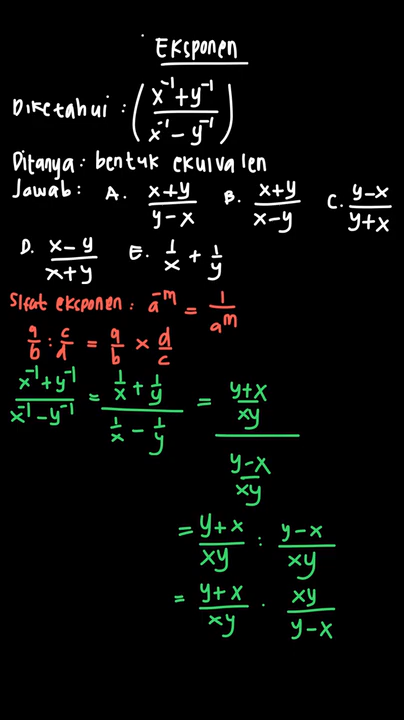 Eksponen
Diketahui : (x⁻¹+y⁻¹ / x⁻¹-y⁻¹)
Ditanya : bentuk ekuivalen
Jawab : A. x+y / y-x B. x+y / x-y C. y-x / y+x
D. x-y / x+y E. 1/x + 1/y
Sifat eksponen : a⁻ᵐ = 1/aᵐ
a/b : c/d = a/b × d/c
x⁻¹+y⁻¹ / x⁻¹-y⁻¹ = (1/x + 1/y) / (1/x - 1/y) = (y+x / xy) / (y-x / xy)
= y+x / xy : y-x / xy
= y+x / xy . xy / y-x